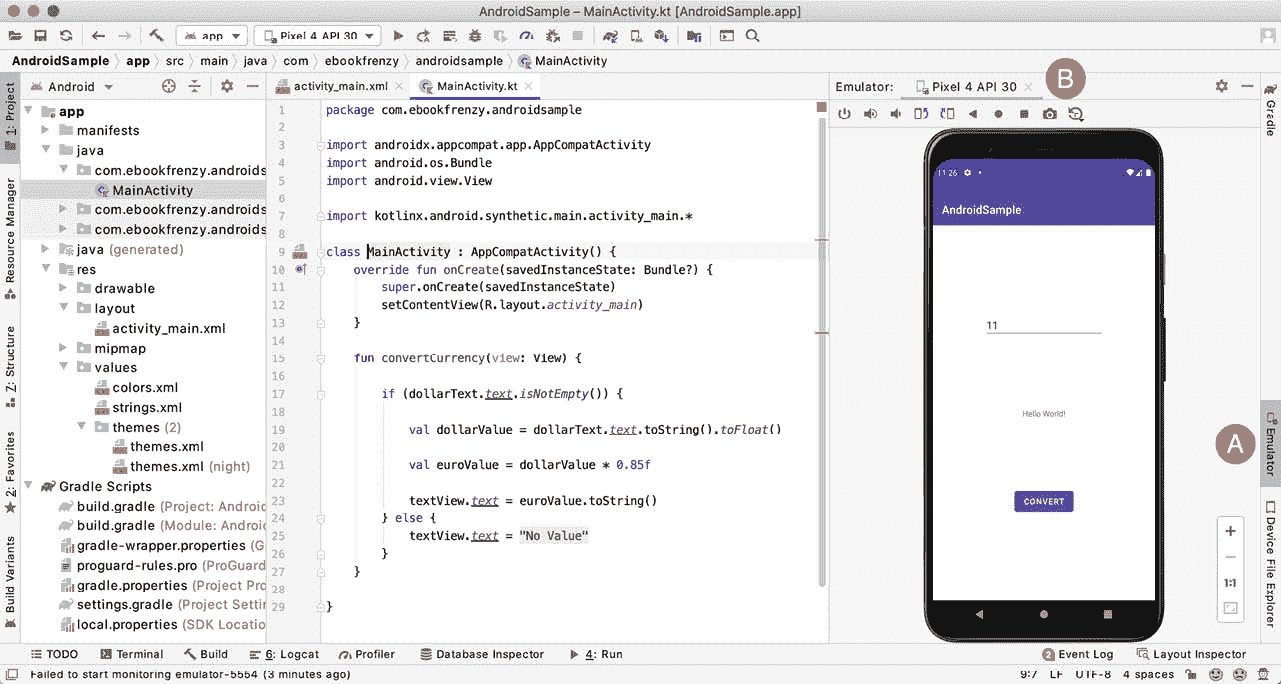 AndroidSample – MainActivity.kt [AndroidSample.app]
app Pixel 4 API 30
AndroidSample app src main java com ebookfrenzy androidsample MainActivity
Android
activity_main.xml
MainActivity.kt
Emulator: Pixel 4 API 30
B
1: Project
Resource Manager
Z: Structure
2: Favorites
Build Variants
app
manifests
java
com.ebookfrenzy.androids
MainActivity
com.ebookfrenzy.androids
com.ebookfrenzy.androids
java (generated)
res
drawable
layout
activity_main.xml
mipmap
values
colors.xml
strings.xml
themes (2)
themes.xml
themes.xml (night)
Gradle Scripts
build.gradle (Project: Android
build.gradle (Module: Androi
gradle-wrapper.properties (G
proguard-rules.pro (ProGuard
gradle.properties (Project Pro
settings.gradle (Project Settin
local.properties (SDK Locatio
1 package com.ebookfrenzy.androidsample
2
3 import androidx.appcompat.app.AppCompatActivity
4 import android.os.Bundle
5 import android.view.View
6
7 import kotlinx.android.synthetic.main.activity_main.*
8
9 class MainActivity : AppCompatActivity() {
10 override fun onCreate(savedInstanceState: Bundle?) {
11 super.onCreate(savedInstanceState)
12 setContentView(R.layout.activity_main)
13 }
14
15 fun convertCurrency(view: View) {
16
17 if (dollarText.text.isNotEmpty()) {
18
19 val dollarValue = dollarText.text.toString().toFloat()
20
21 val euroValue = dollarValue * 0.85f
22
23 textView.text = euroValue.toString()
24 } else {
25 textView.text = "No Value"
26 }
27 }
28
29 }
11:26
AndroidSample
11
Hello World!
CONVERT
1:1
Gradle
A
Emulator
Device File Explorer
TODO Terminal Build 6: Logcat Profiler Database Inspector 4: Run 2 Event Log Layout Inspector
Failed to start monitoring emulator-5554 (3 minutes ago) 9:7 LF UTF-8 4 spaces